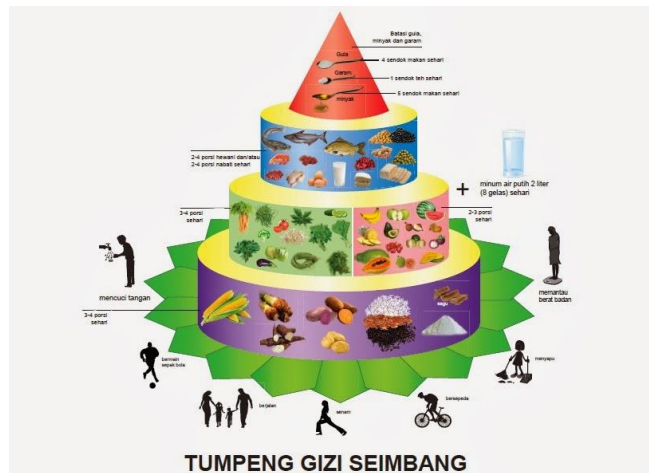 Batasi gula,
minyak dan garam
Gula
4 sendok makan sehari
Garam
1 sendok teh sehari
5 sendok makan sehari
minyak
2-4 porsi hewani dan/atau
2-4 porsi nabati sehari
+
minum air putih 2 liter
(8 gelas) sehari
3-4 porsi
sehari
2-3 porsi
sehari
mencuci tangan
memantau
berat badan
3-4 porsi
sehari
sagu
bermain
sepak bola
menyapu
berjalan
senam
bersepeda
TUMPENG GIZI SEIMBANG